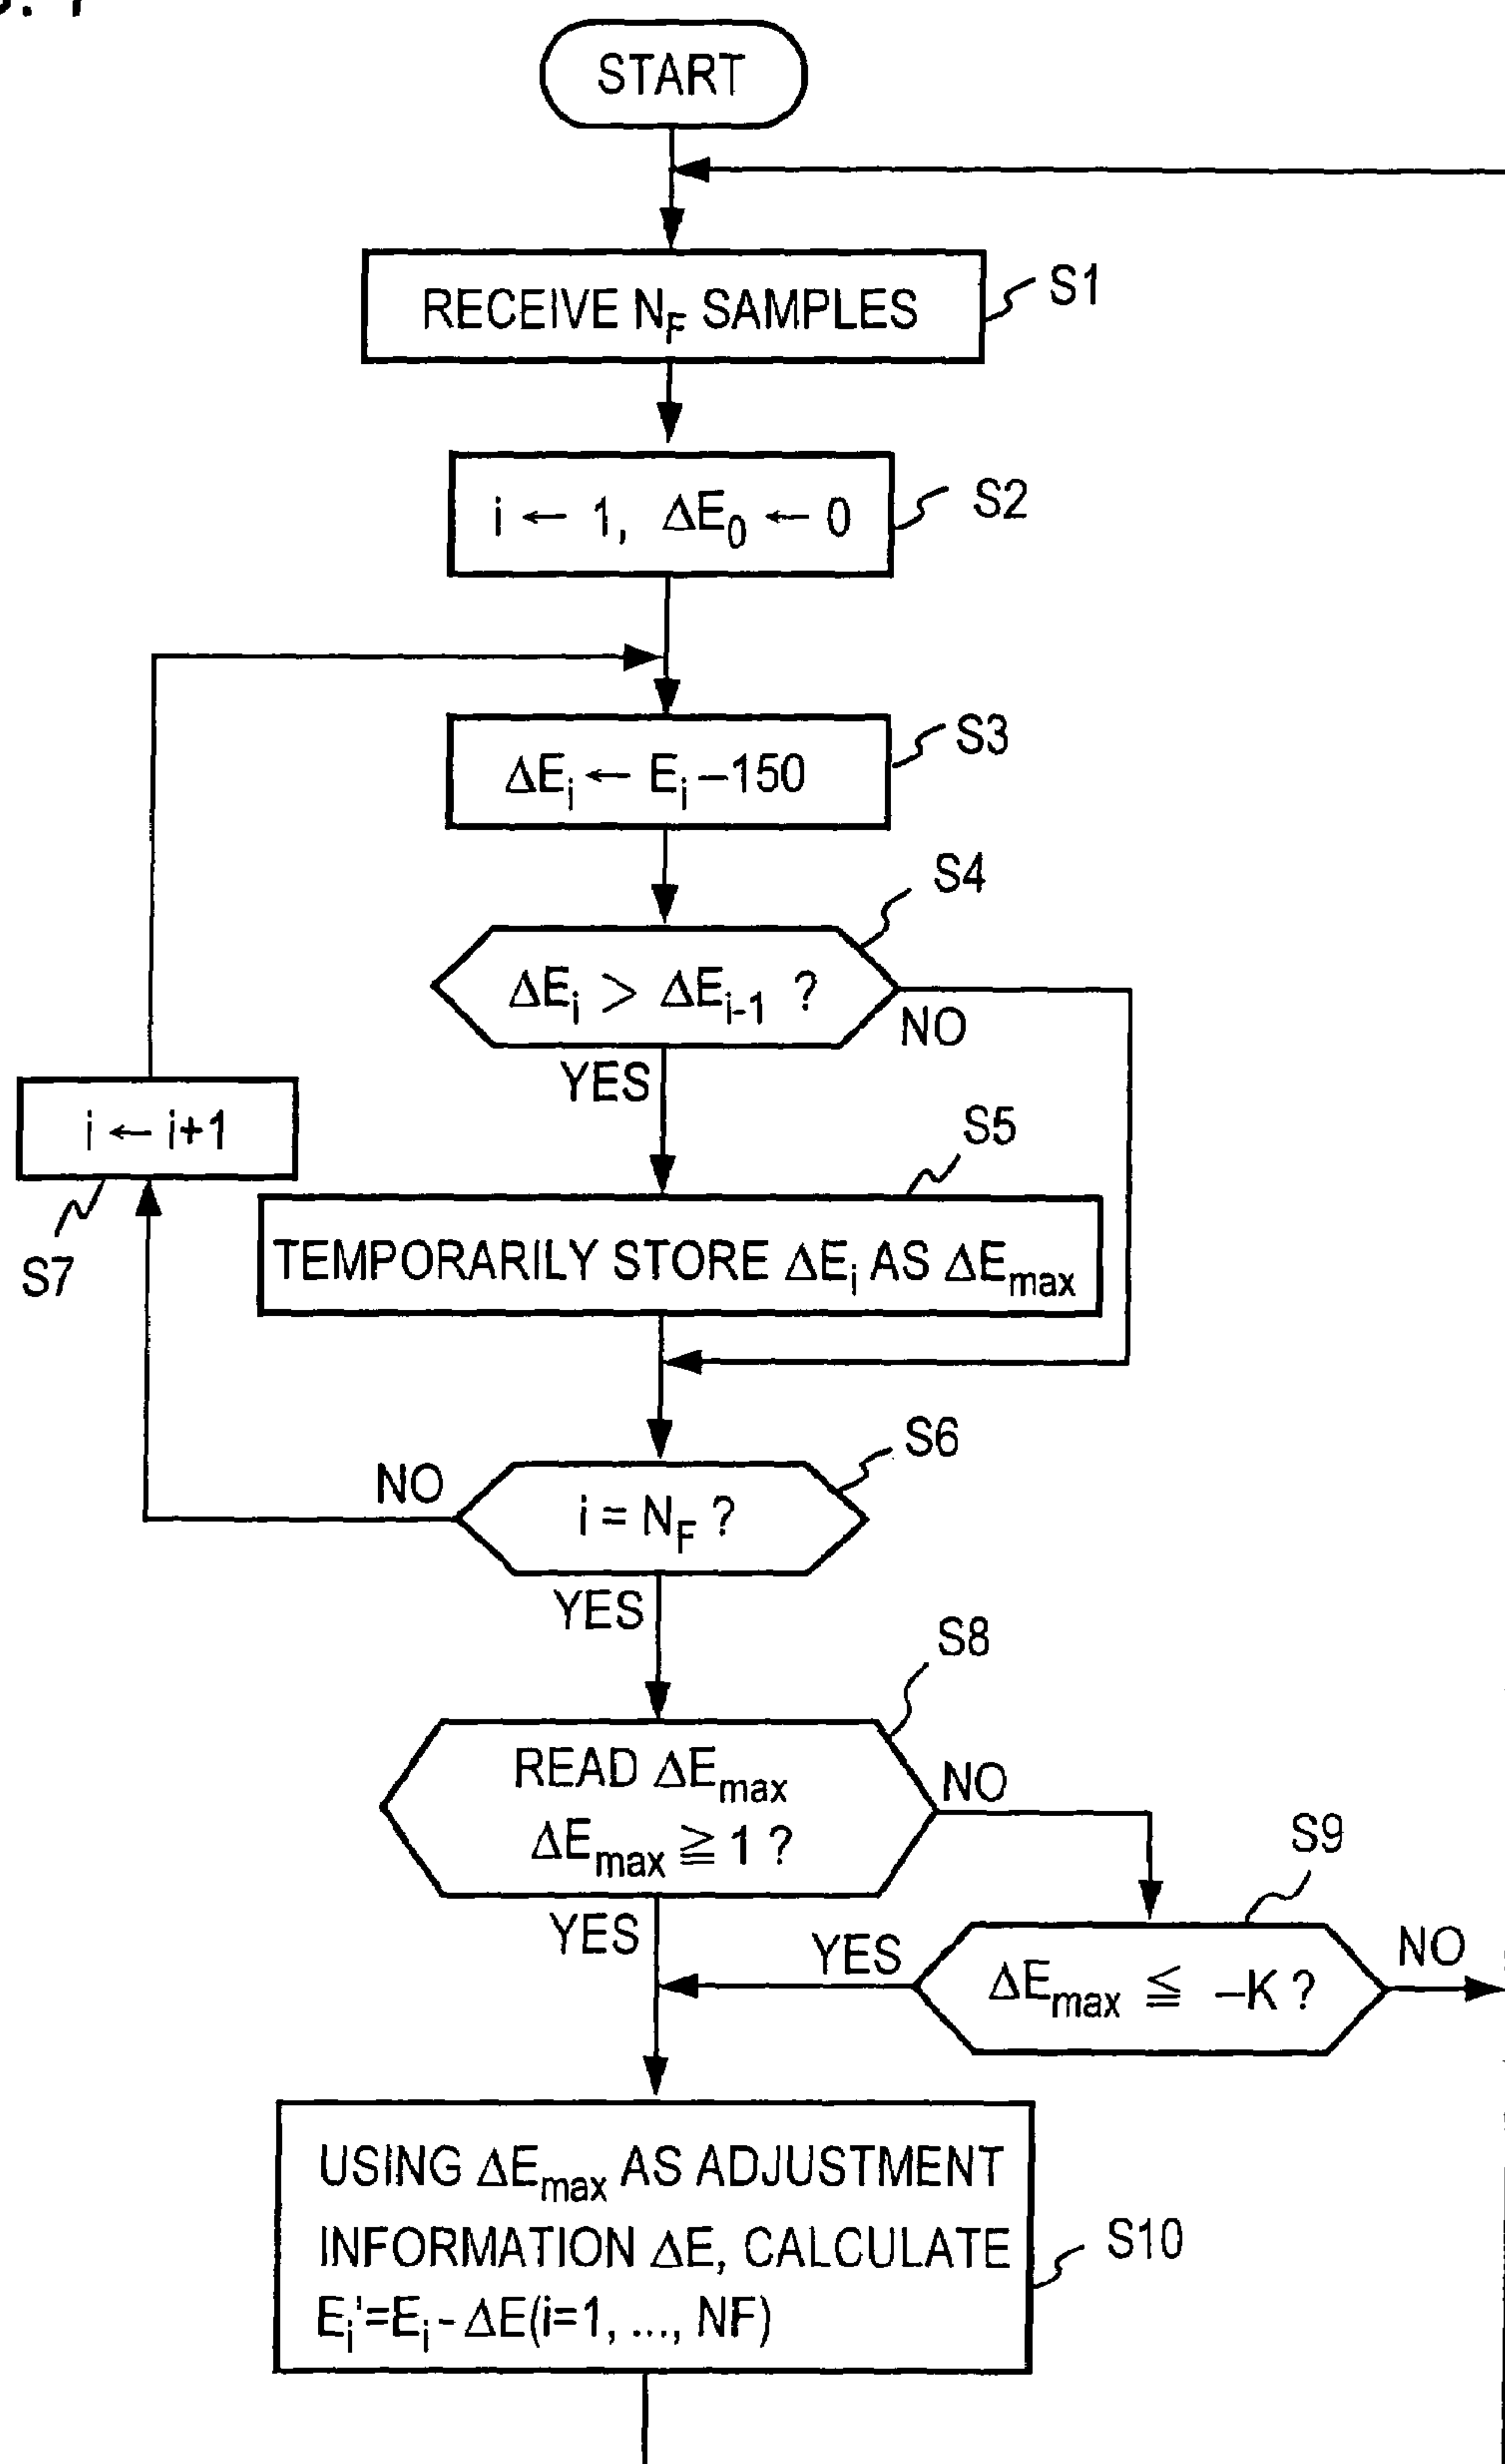 START
RECEIVE N_F SAMPLES
S1
i ← 1, ΔE_0 ← 0
S2
ΔE_i ← E_i –150
S3
S4
ΔE_i > ΔE_i-1 ?
NO
YES
i ← i+1
S7
S5
TEMPORARILY STORE ΔE_i AS ΔE_max
S6
NO
i = N_F ?
YES
S8
READ ΔE_max
ΔE_max ≧ 1 ?
NO
YES
S9
YES
ΔE_max ≦ –K ?
NO
USING ΔE_max AS ADJUSTMENT
INFORMATION ΔE, CALCULATE
E_i'=E_i - ΔE(i=1, ..., NF)
S10